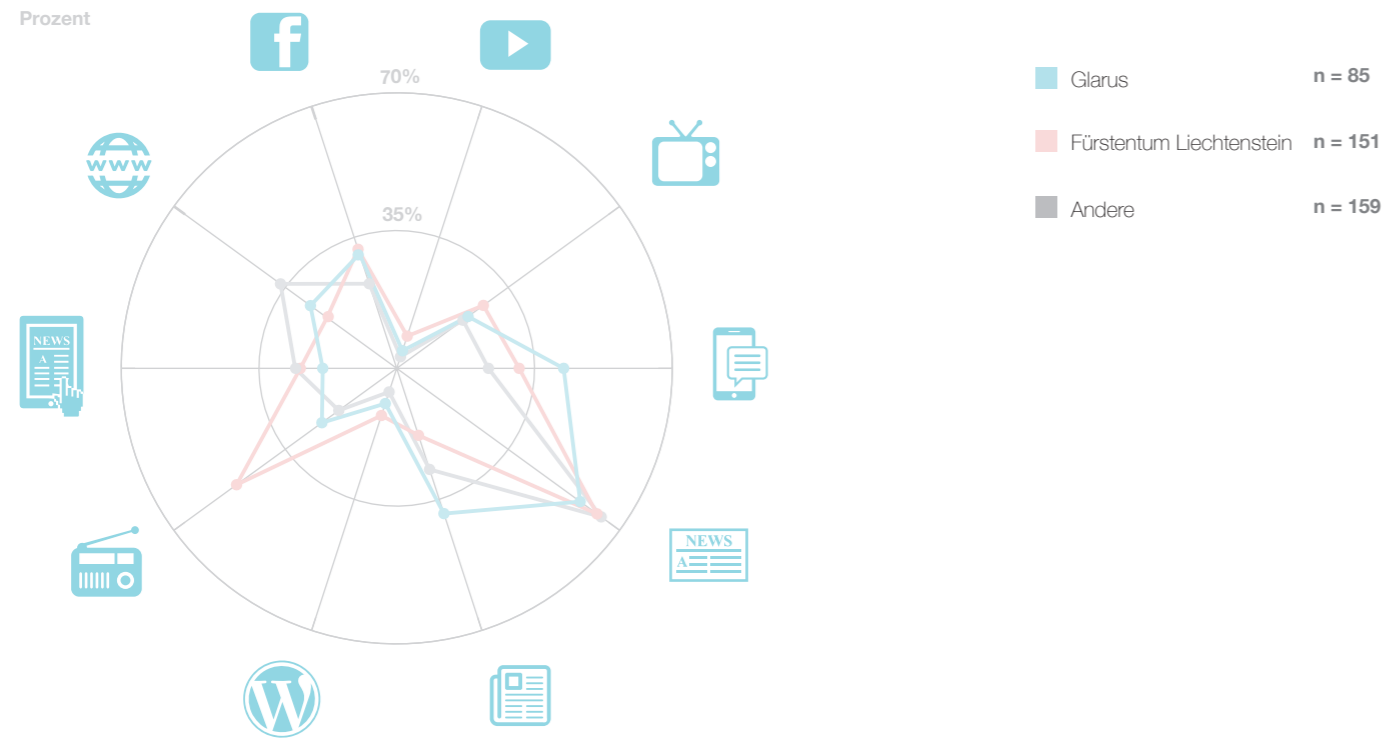 Prozent
70%
35%
www
NEWS
A
NEWS
A
Glarus n = 85
Fürstentum Liechtenstein n = 151
Andere n = 159